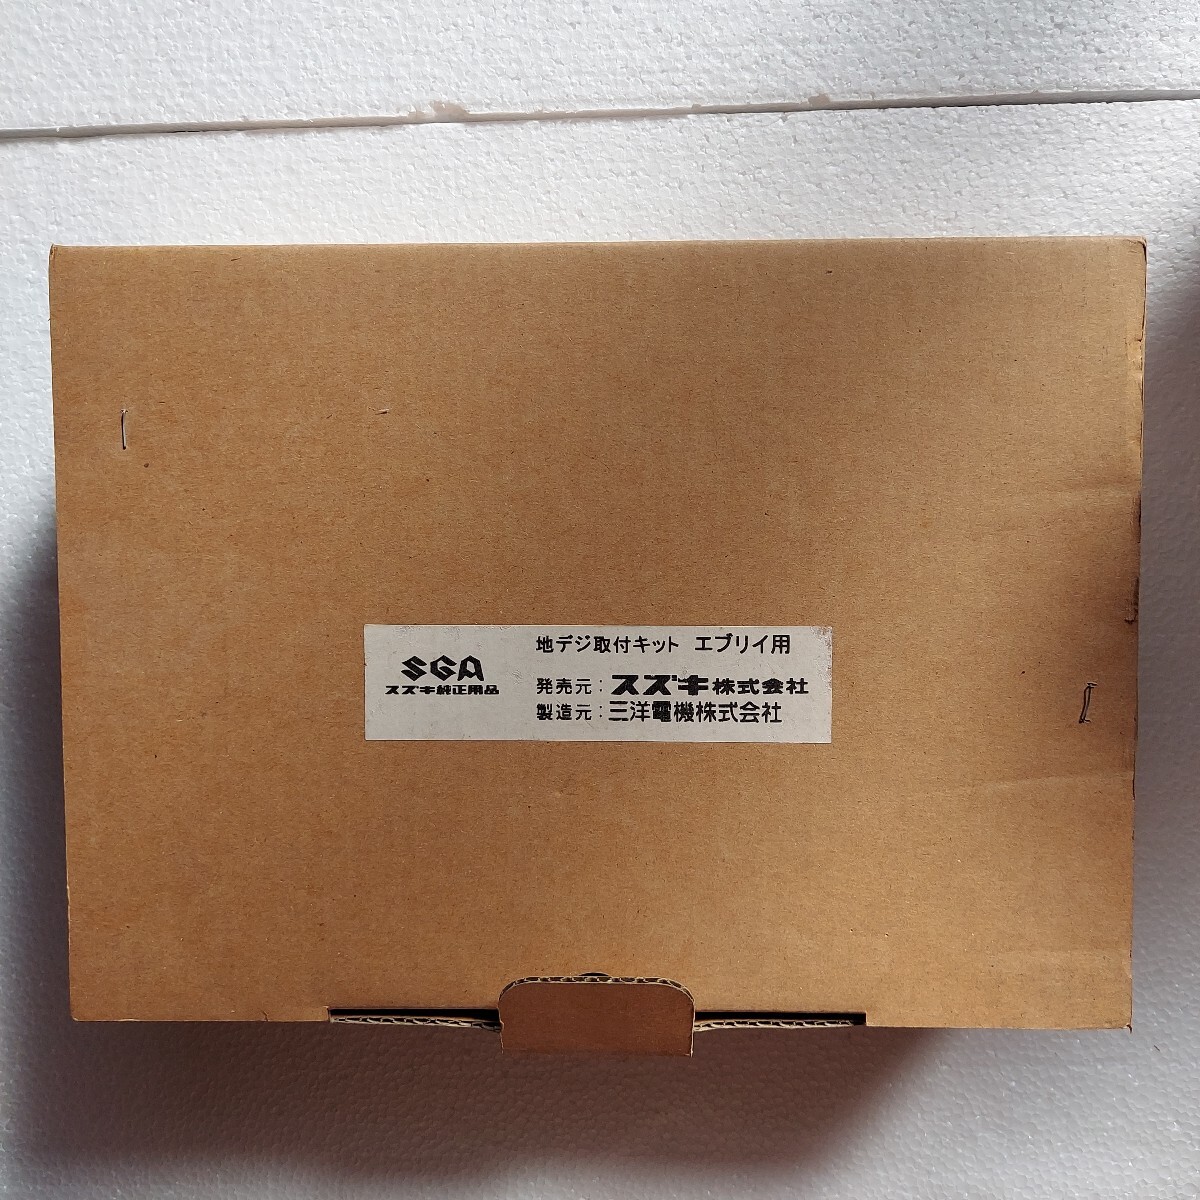 SGA
スズキ純正用品
地デジ取付キット エブリイ用
発売元:スズキ株式会社
製造元:三洋電機株式会社